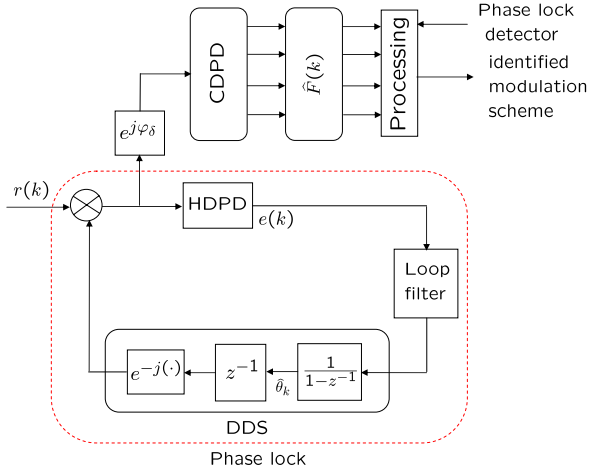 Phase lock
detector
identified
modulation
scheme
CDPD
F̂(k)
Processing
e^{jφ_δ}
r(k)
HDPD
e(k)
Loop
filter
e^{-j(·)}
z^{-1}
θ̂_k
1
1−z^{-1}
DDS
Phase lock